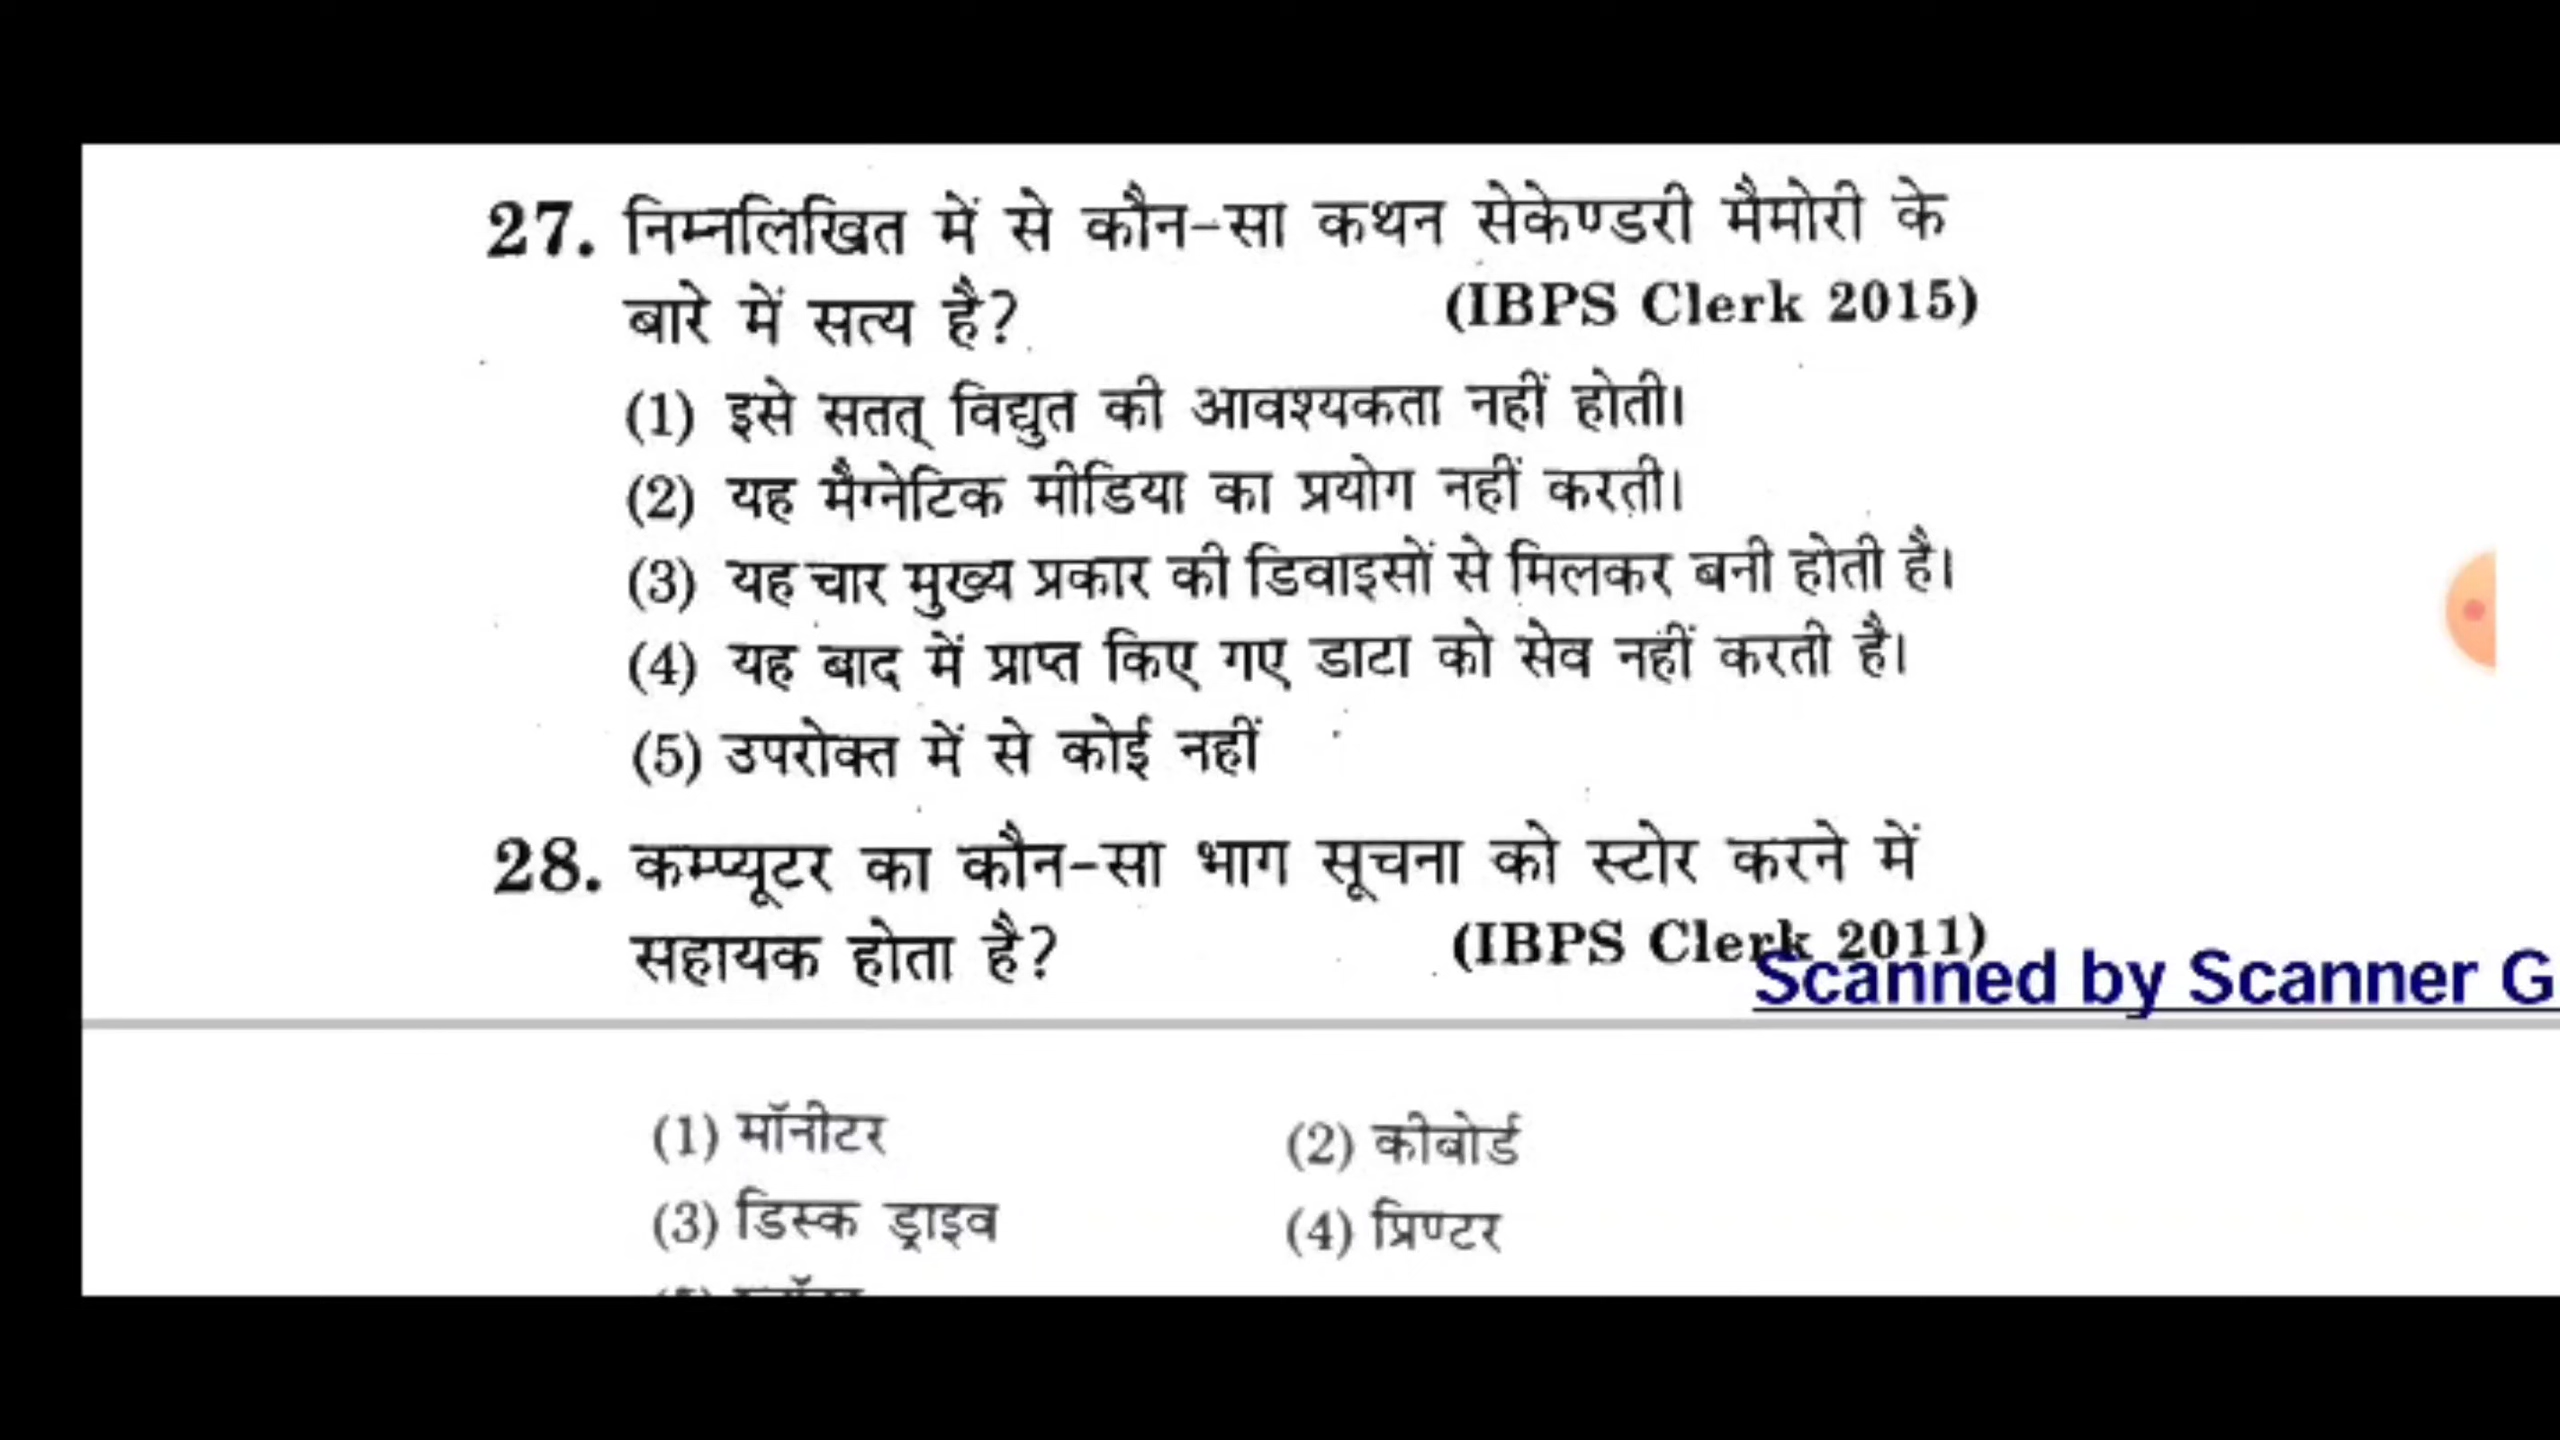 27. निम्नलिखित में से कौन-सा कथन सेकेण्डरी मैमोरी के
बारे में सत्य है? (IBPS Clerk 2015)
(1) इसे सतत् विद्युत की आवश्यकता नहीं होती।
(2) यह मैग्नेटिक मीडिया का प्रयोग नहीं करती।
(3) यह चार मुख्य प्रकार की डिवाइसों से मिलकर बनी होती है।
(4) यह बाद में प्राप्त किए गए डाटा को सेव नहीं करती है।
(5) उपरोक्त में से कोई नहीं
28. कम्प्यूटर का कौन-सा भाग सूचना को स्टोर करने में
सहायक होता है? (IBPS Clerk 2011)
Scanned by Scanner G
(1) मॉनीटर (2) कीबोर्ड
(3) डिस्क ड्राइव (4) प्रिण्टर